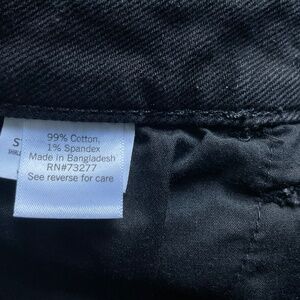 S
99% Cotton,
1% Spandex
Made in Bangladesh
RN#73277
See reverse for care